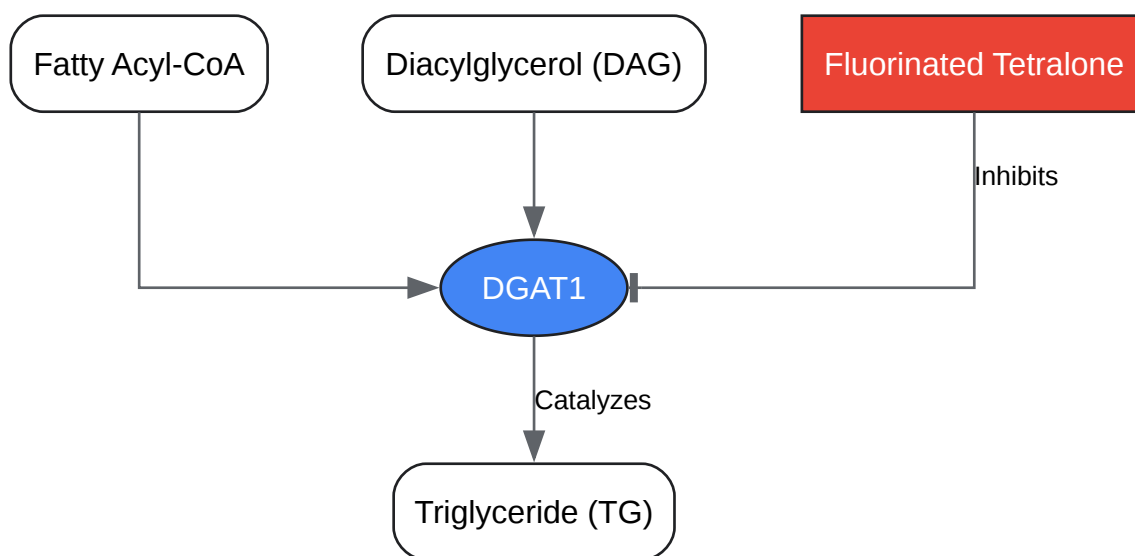 Fatty Acyl-CoA
Diacylglycerol (DAG)
Fluorinated Tetralone
Inhibits
DGAT1
Catalyzes
Triglyceride (TG)